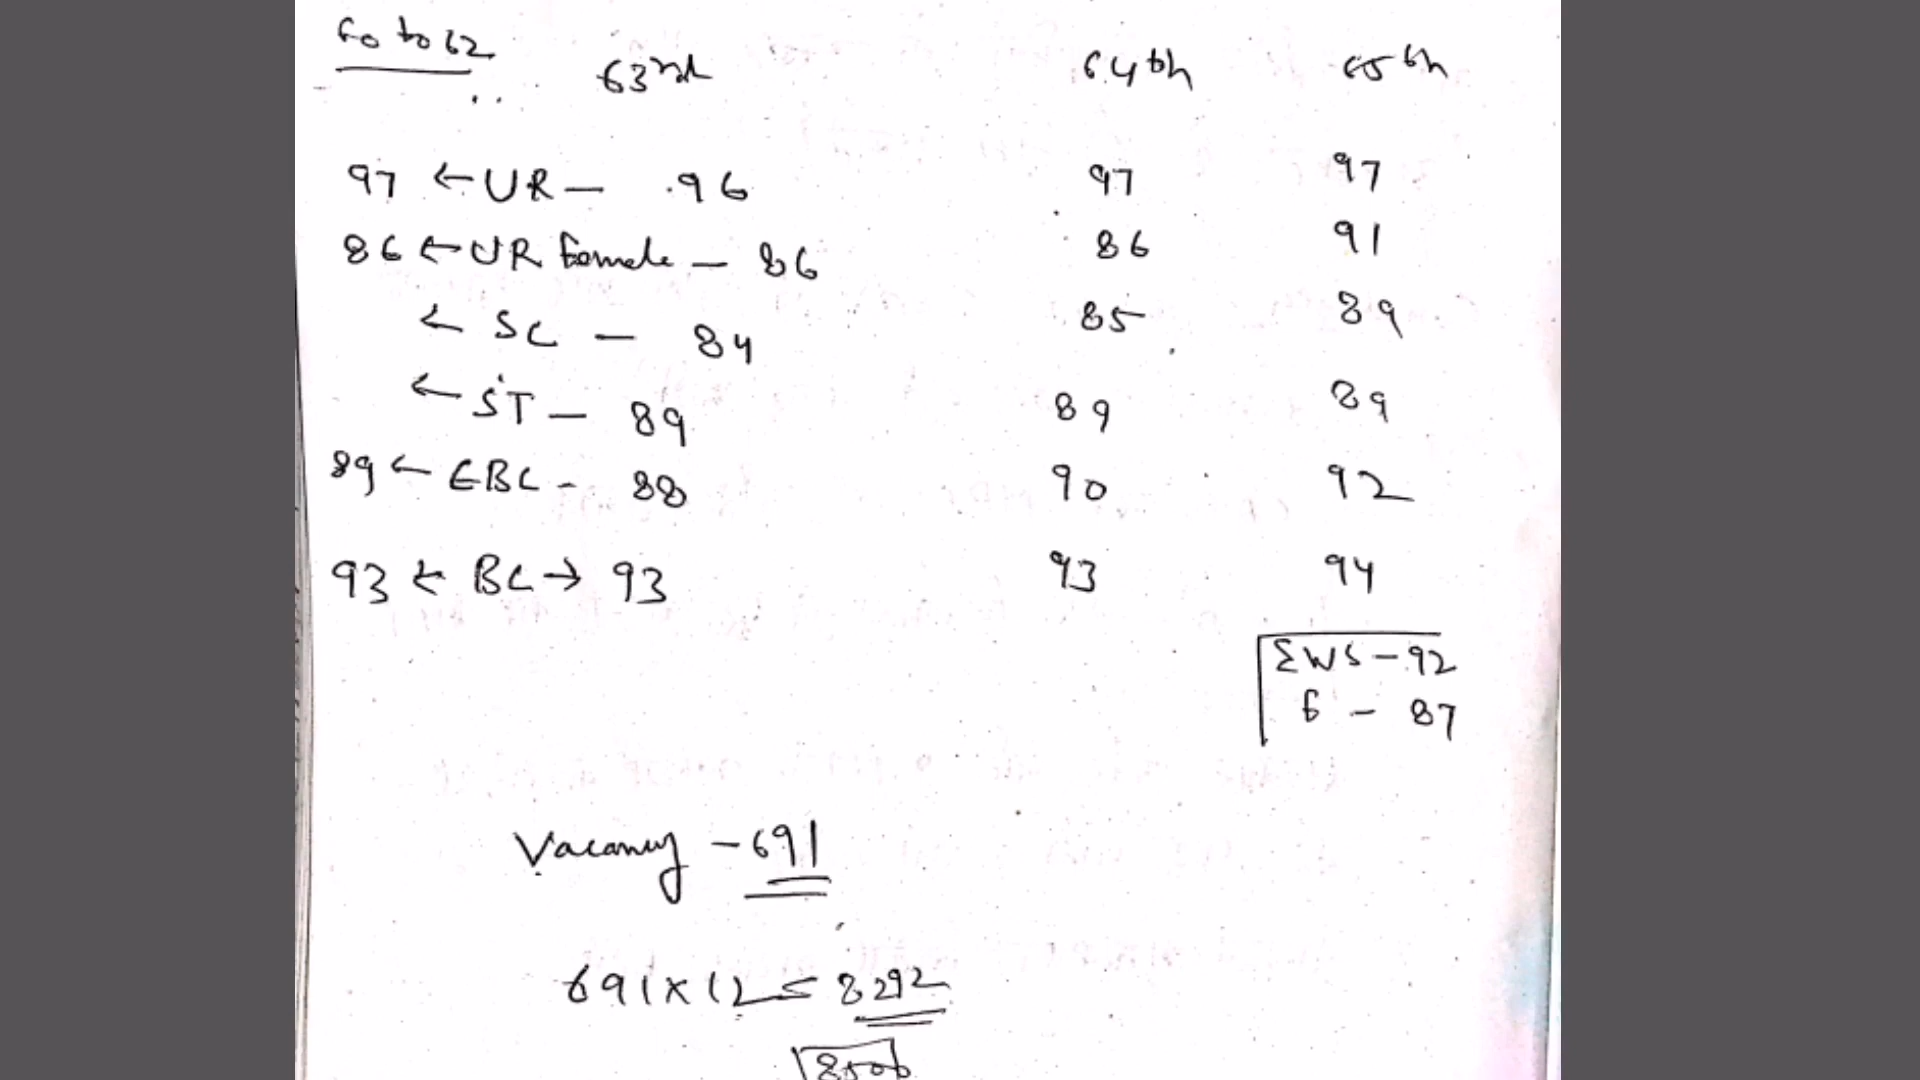 60 to 62 63rd 64th 65th
97 ← UR — 96 97 97
86 ← UR Female — 86 86 91
← SC — 84 85 89
← ST — 89 89 89
89 ← EBC - 88 90 92
93 ← BC → 93 93 94
EWS - 92
F - 87
Vacancy - 691
691 x 12 = 8292